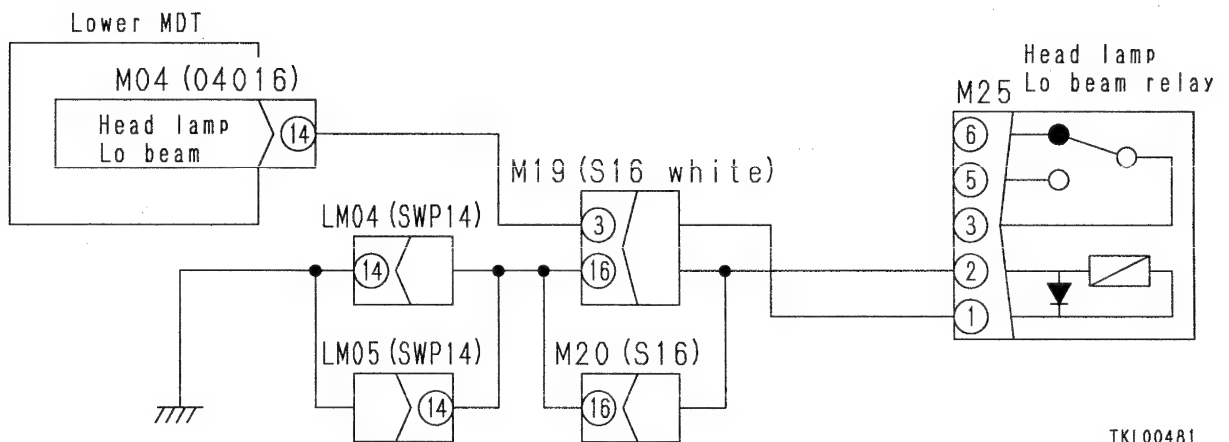 Lower MDT
M04 (04016)
Head lamp
Lo beam
14
M19 (S16 white)
3
16
LM04 (SWP14)
14
LM05 (SWP14)
14
M20 (S16)
16
Head lamp
Lo beam relay
M25
6
5
3
2
1
TKL00481